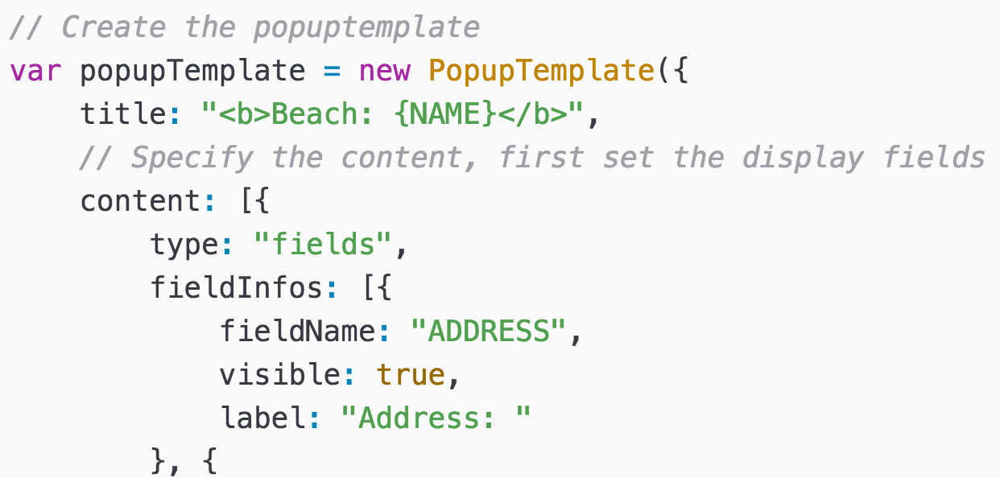 // Create the popuptemplate
var popupTemplate = new PopupTemplate({
    title: "<b>Beach: {NAME}</b>",
    // Specify the content, first set the display fields
    content: [{
        type: "fields",
        fieldInfos: [{
            fieldName: "ADDRESS",
            visible: true,
            label: "Address: "
        }, {